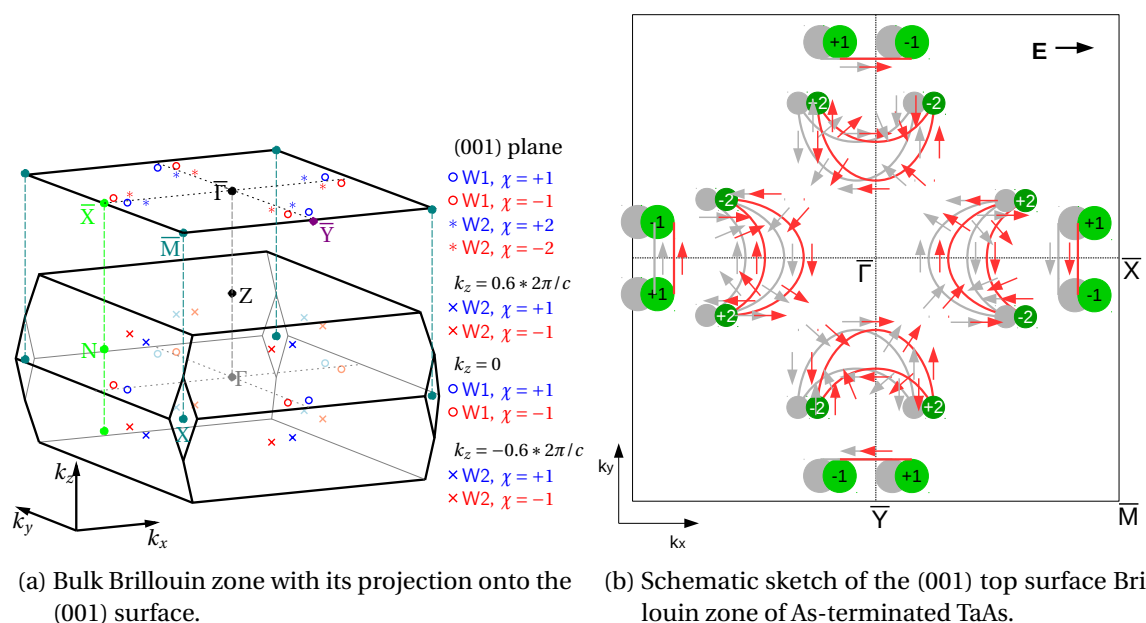 (001) plane
W1, χ = +1
W1, χ = −1
W2, χ = +2
W2, χ = −2
k_z = 0.6 * 2π/c
W2, χ = +1
W2, χ = −1
k_z = 0
W1, χ = +1
W1, χ = −1
k_z = −0.6 * 2π/c
W2, χ = +1
W2, χ = −1
Γ̅
X̅
M̅
Y
Z
N
Γ
X
k_z
k_y
k_x
(a) Bulk Brillouin zone with its projection onto the
(001) surface.
+1 -1
E
+2 -2
-2 +2
1 +1
Γ̅ X̅
+1 -1
+2 -2
-2 +2
-1 +1
ky
kx
Y̅ M̅
(b) Schematic sketch of the (001) top surface Bri
louin zone of As-terminated TaAs.